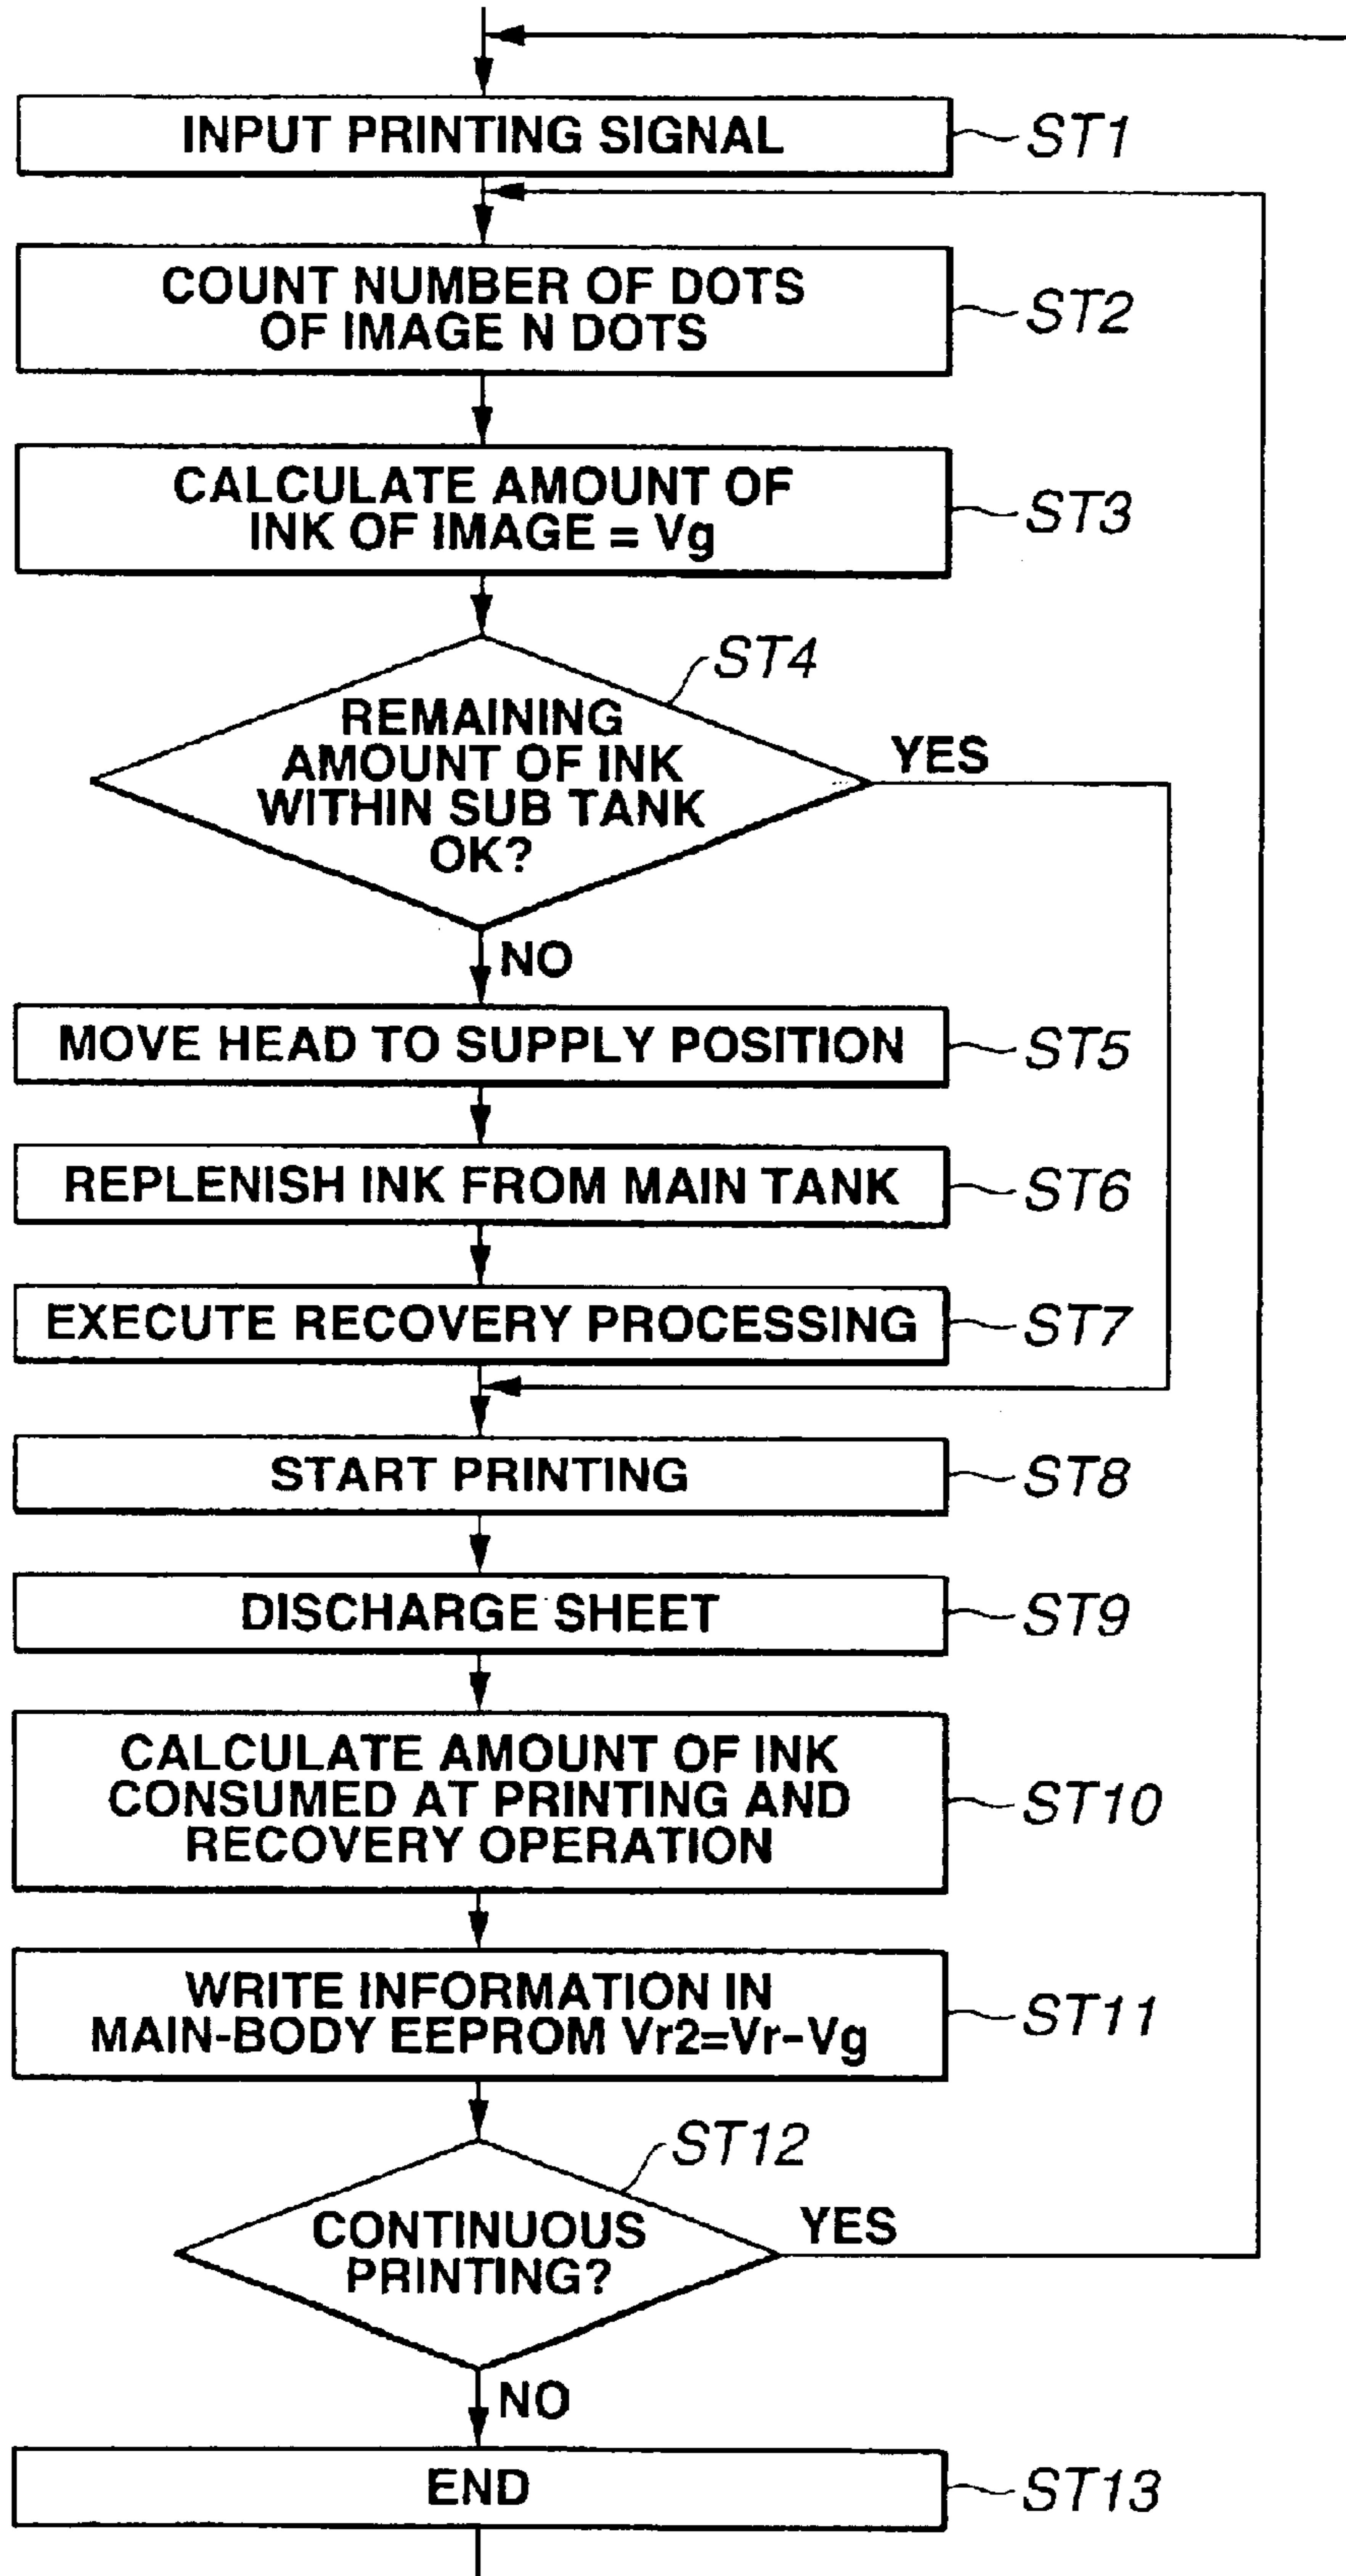 INPUT PRINTING SIGNAL
ST1
COUNT NUMBER OF DOTS
OF IMAGE N DOTS
ST2
CALCULATE AMOUNT OF
INK OF IMAGE = Vg
ST3
ST4
REMAINING
AMOUNT OF INK
WITHIN SUB TANK
OK?
YES
NO
MOVE HEAD TO SUPPLY POSITION
ST5
REPLENISH INK FROM MAIN TANK
ST6
EXECUTE RECOVERY PROCESSING
ST7
START PRINTING
ST8
DISCHARGE SHEET
ST9
CALCULATE AMOUNT OF INK
CONSUMED AT PRINTING AND
RECOVERY OPERATION
ST10
WRITE INFORMATION IN
MAIN-BODY EEPROM Vr2=Vr-Vg
ST11
ST12
CONTINUOUS
PRINTING?
YES
NO
END
ST13